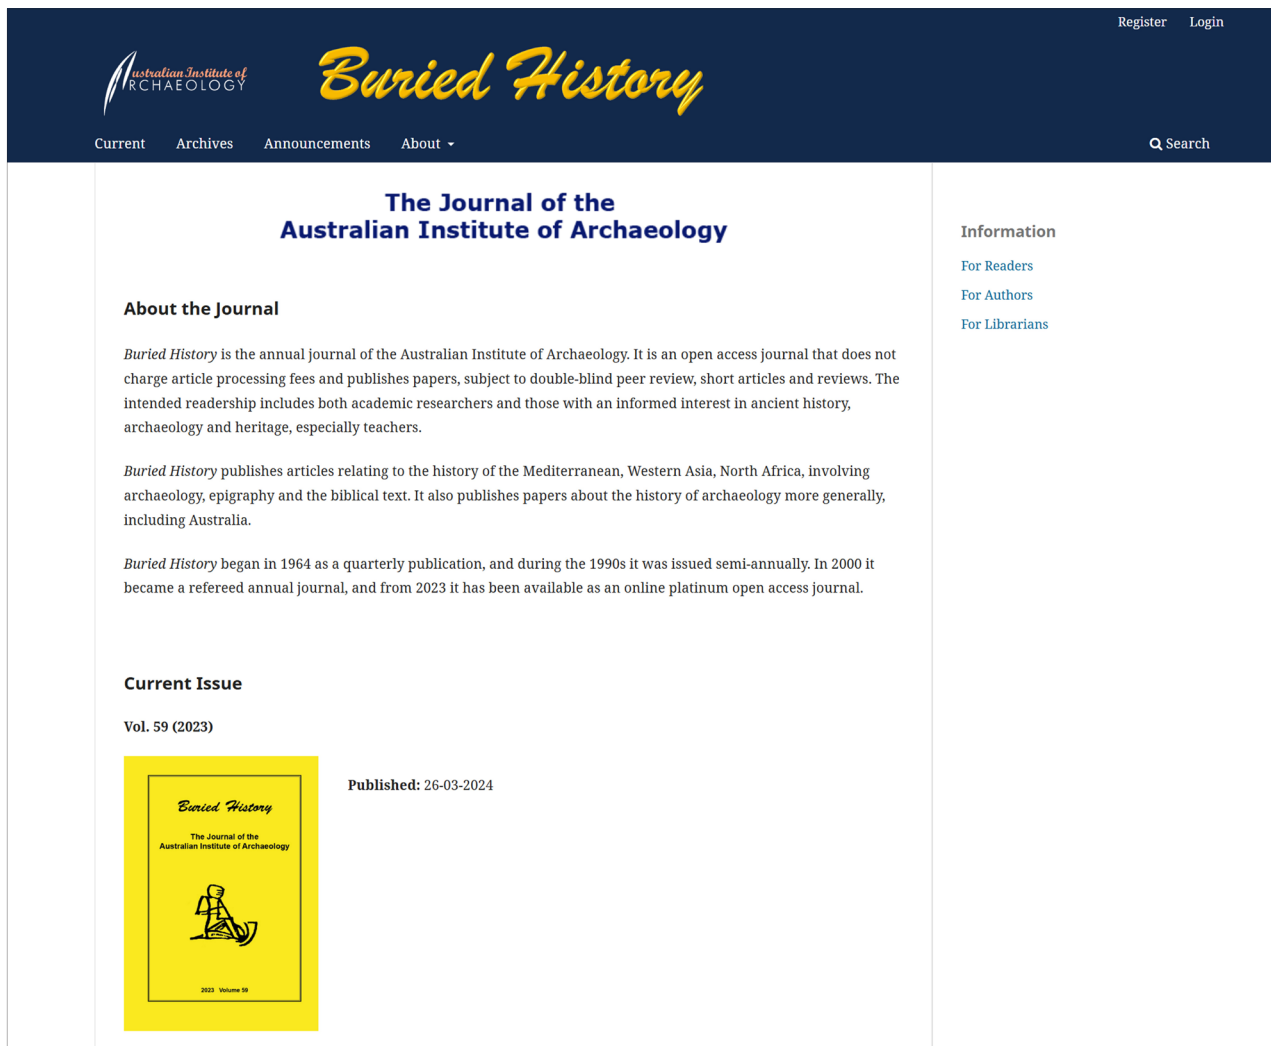 Register Login
Australian Institute of
ARCHAEOLOGY
Buried History
Current Archives Announcements About
Search
The Journal of the
Australian Institute of Archaeology
Information
For Readers
For Authors
For Librarians
About the Journal
Buried History is the annual journal of the Australian Institute of Archaeology. It is an open access journal that does not
charge article processing fees and publishes papers, subject to double-blind peer review, short articles and reviews. The
intended readership includes both academic researchers and those with an informed interest in ancient history,
archaeology and heritage, especially teachers.
Buried History publishes articles relating to the history of the Mediterranean, Western Asia, North Africa, involving
archaeology, epigraphy and the biblical text. It also publishes papers about the history of archaeology more generally,
including Australia.
Buried History began in 1964 as a quarterly publication, and during the 1990s it was issued semi-annually. In 2000 it
became a refereed annual journal, and from 2023 it has been available as an online platinum open access journal.
Current Issue
Vol. 59 (2023)
Buried History
The Journal of the
Australian Institute of Archaeology
2023 Volume 59
Published: 26-03-2024